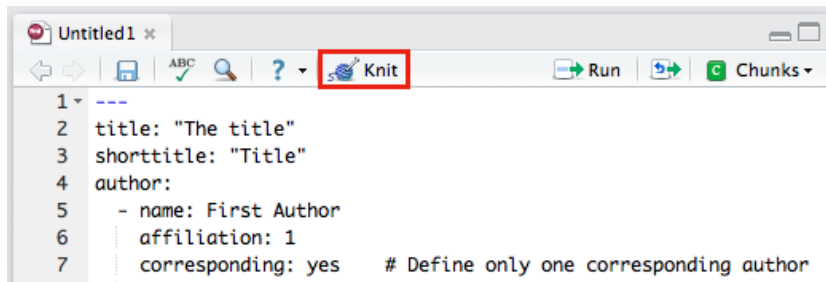 Untitled1 ×
ABC ? Knit Run C Chunks
1 ---
2 title: "The title"
3 shorttitle: "Title"
4 author:
5   - name: First Author
6     affiliation: 1
7     corresponding: yes    # Define only one corresponding author